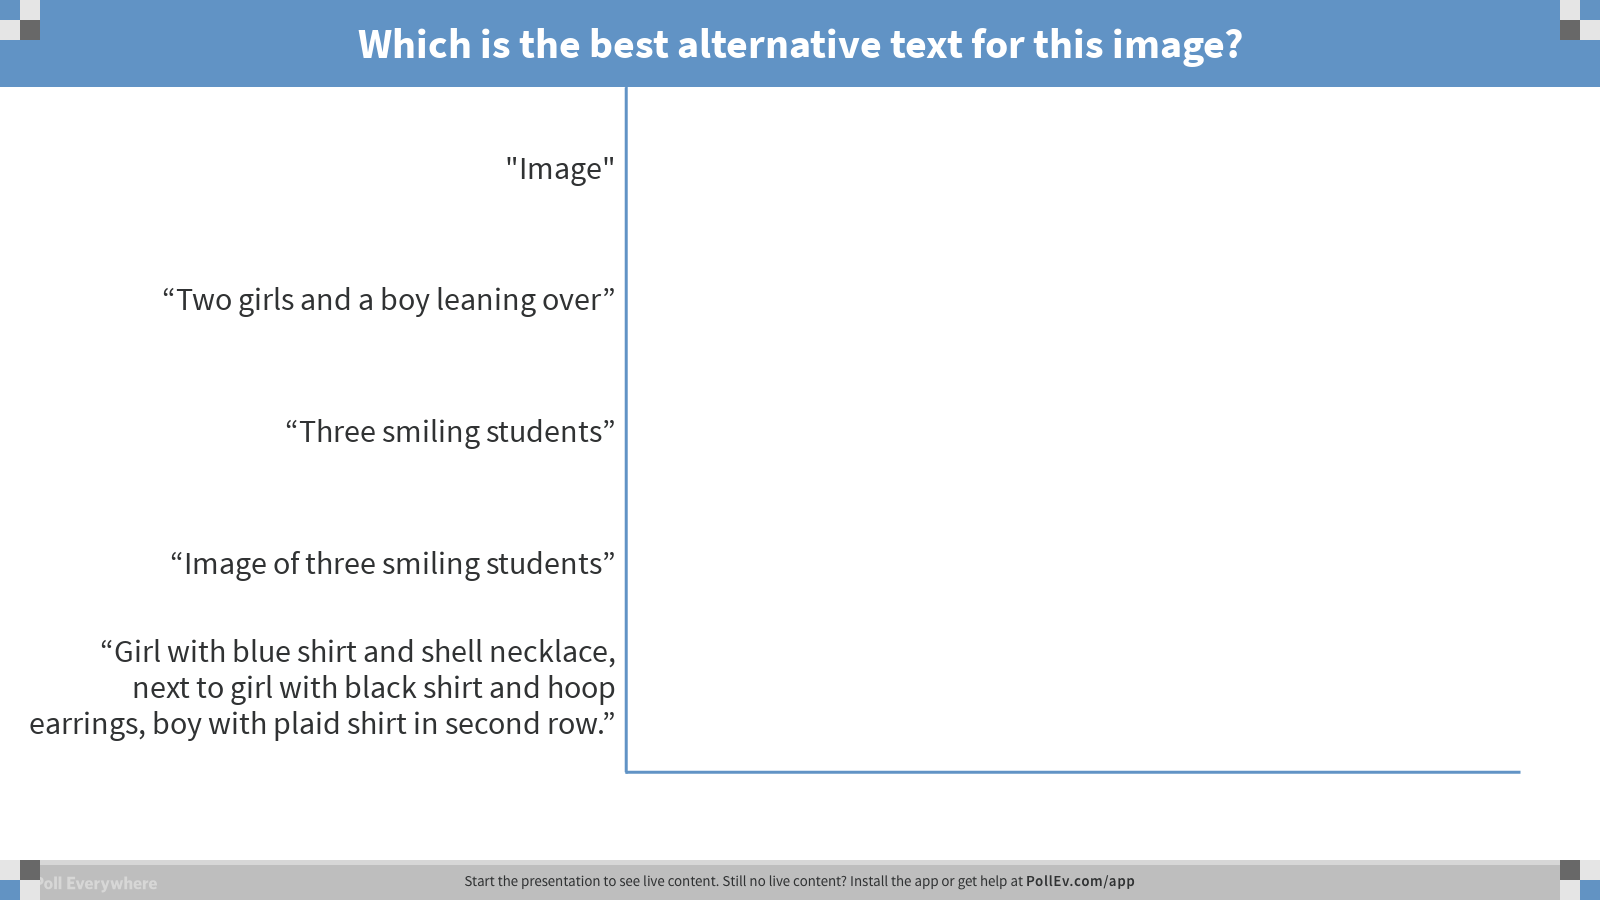 Which is the best alternative text for this image?
"Image"
“Two girls and a boy leaning over”
“Three smiling students”
“Image of three smiling students”
“Girl with blue shirt and shell necklace,
next to girl with black shirt and hoop
earrings, boy with plaid shirt in second row.”
Poll Everywhere
Start the presentation to see live content. Still no live content? Install the app or get help at PollEv.com/app